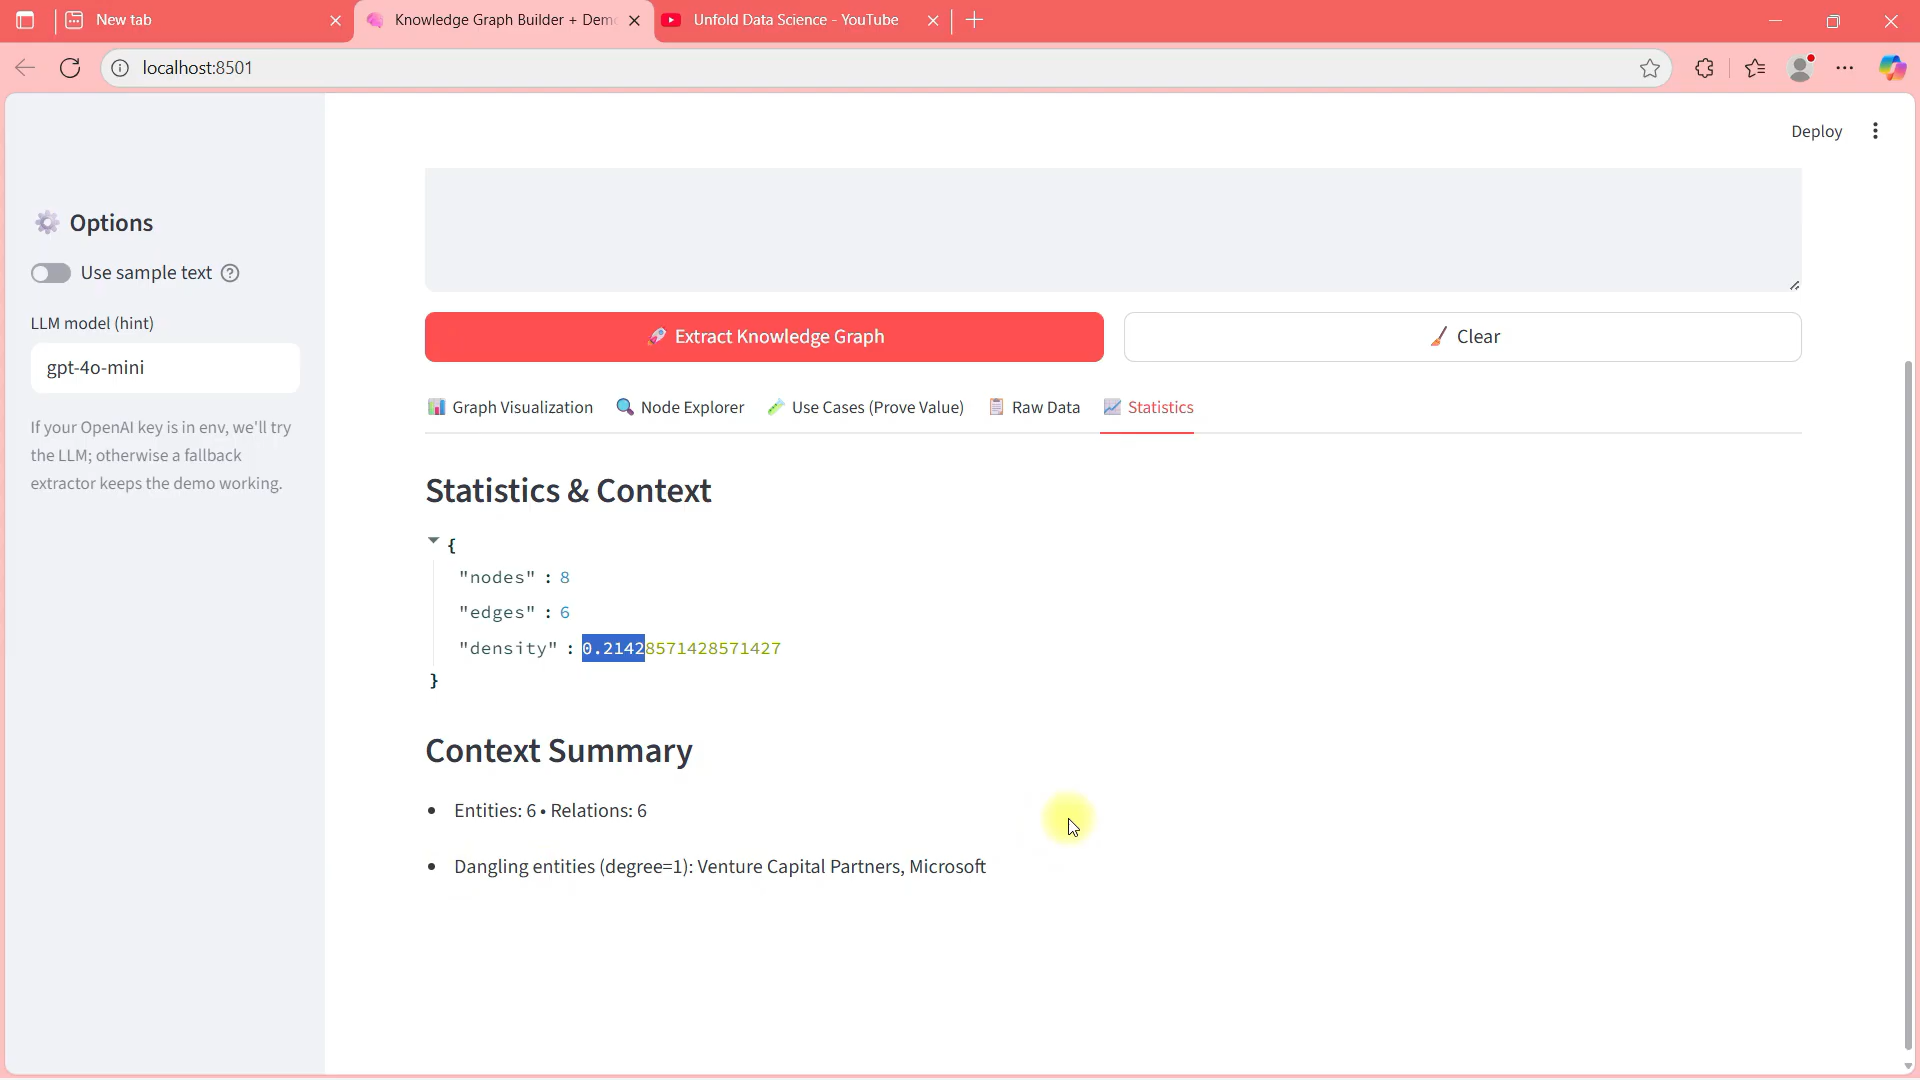 New tab
Knowledge Graph Builder + Dem
Unfold Data Science - YouTube
localhost:8501
Deploy
Options
Use sample text
LLM model (hint)
gpt-4o-mini
If your OpenAI key is in env, we'll try
the LLM; otherwise a fallback
extractor keeps the demo working.
🚀 Extract Knowledge Graph
🧹 Clear
📊 Graph Visualization
🔍 Node Explorer
🧪 Use Cases (Prove Value)
📋 Raw Data
📈 Statistics
Statistics & Context
{
"nodes" : 8
"edges" : 6
"density" : 0.21428571428571427
}
Context Summary
• Entities: 6 • Relations: 6
• Dangling entities (degree=1): Venture Capital Partners, Microsoft